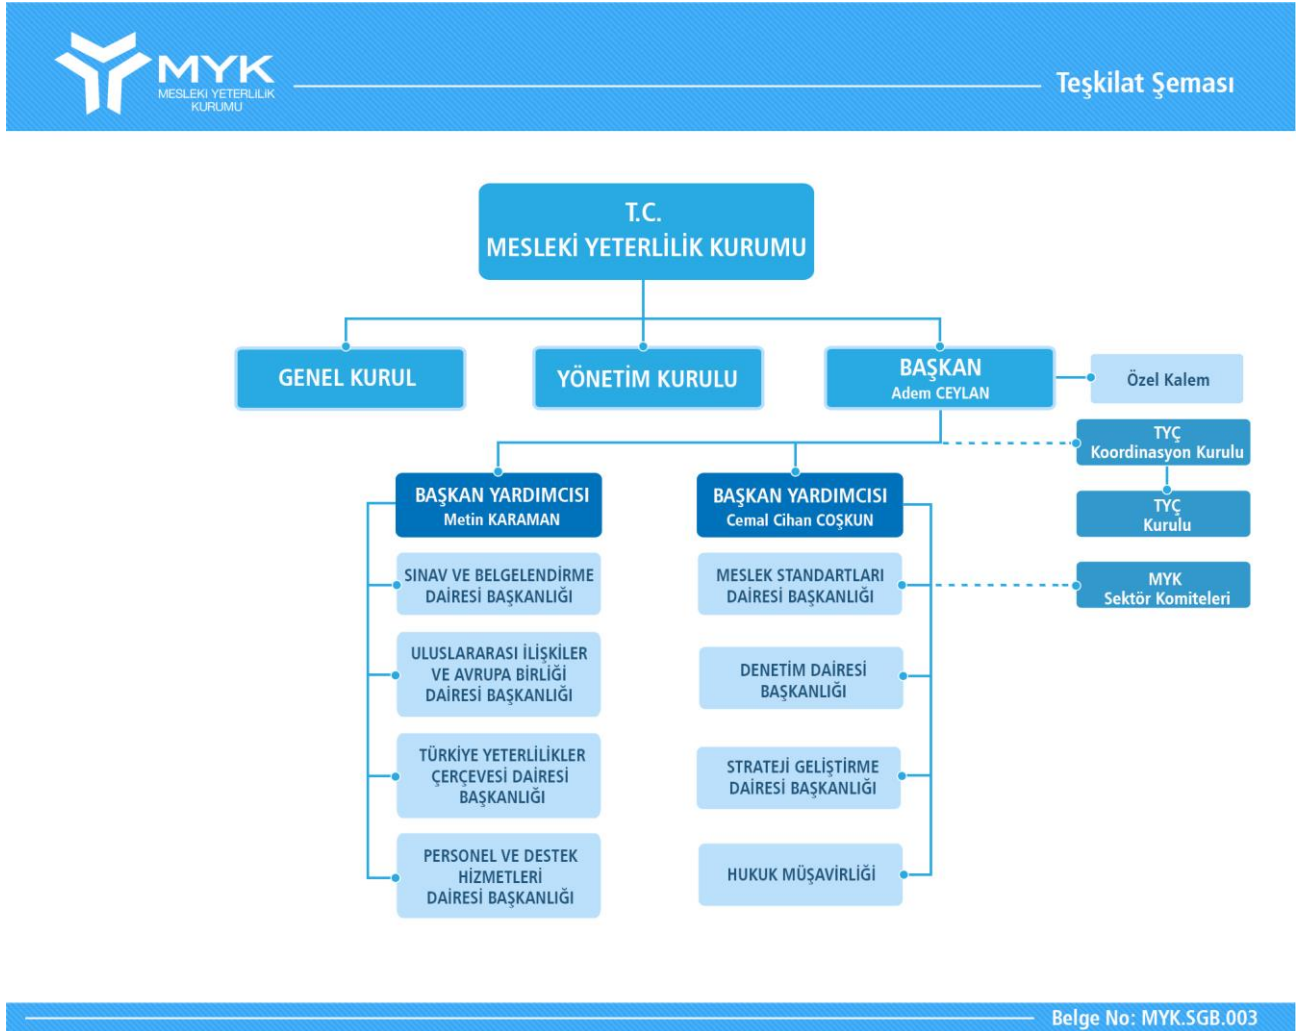 MYK
MESLEKİ YETERLİLİK
KURUMU
Teşkilat Şeması
T.C.
MESLEKİ YETERLİLİK KURUMU
GENEL KURUL
YÖNETİM KURULU
BAŞKAN
Adem CEYLAN
Özel Kalem
TYÇ
Koordinasyon Kurulu
TYÇ
Kurulu
MYK
Sektör Komiteleri
BAŞKAN YARDIMCISI
Metin KARAMAN
SINAV VE BELGELENDİRME
DAİRESİ BAŞKANLIĞI
ULUSLARARASI İLİŞKİLER
VE AVRUPA BİRLİĞİ
DAİRESİ BAŞKANLIĞI
TÜRKİYE YETERLİLİKLER
ÇERÇEVESİ DAİRESİ
BAŞKANLIĞI
PERSONEL VE DESTEK
HİZMETLERİ
DAİRESİ BAŞKANLIĞI
BAŞKAN YARDIMCISI
Cemal Cihan COŞKUN
MESLEK STANDARTLARI
DAİRESİ BAŞKANLIĞI
DENETİM DAİRESİ
BAŞKANLIĞI
STRATEJİ GELİŞTİRME
DAİRESİ BAŞKANLIĞI
HUKUK MÜŞAVİRLİĞİ
Belge No: MYK.SGB.003